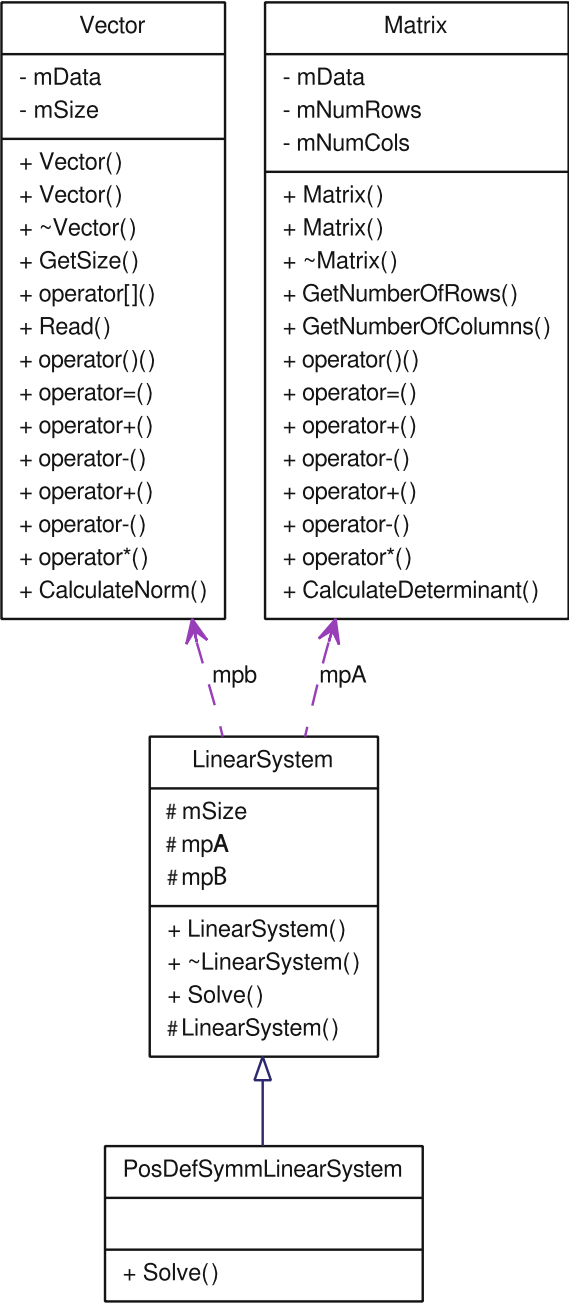 Vector
- mData
- mSize
+ Vector()
+ Vector()
+ ~Vector()
+ GetSize()
+ operator[]()
+ Read()
+ operator()()
+ operator=()
+ operator+()
+ operator-()
+ operator+()
+ operator-()
+ operator*()
+ CalculateNorm()
Matrix
- mData
- mNumRows
- mNumCols
+ Matrix()
+ Matrix()
+ ~Matrix()
+ GetNumberOfRows()
+ GetNumberOfColumns()
+ operator()()
+ operator=()
+ operator+()
+ operator-()
+ operator+()
+ operator-()
+ operator*()
+ CalculateDeterminant()
mpb
mpA
LinearSystem
# mSize
# mpA
# mpB
+ LinearSystem()
+ ~LinearSystem()
+ Solve()
# LinearSystem()
PosDefSymmLinearSystem
+ Solve()